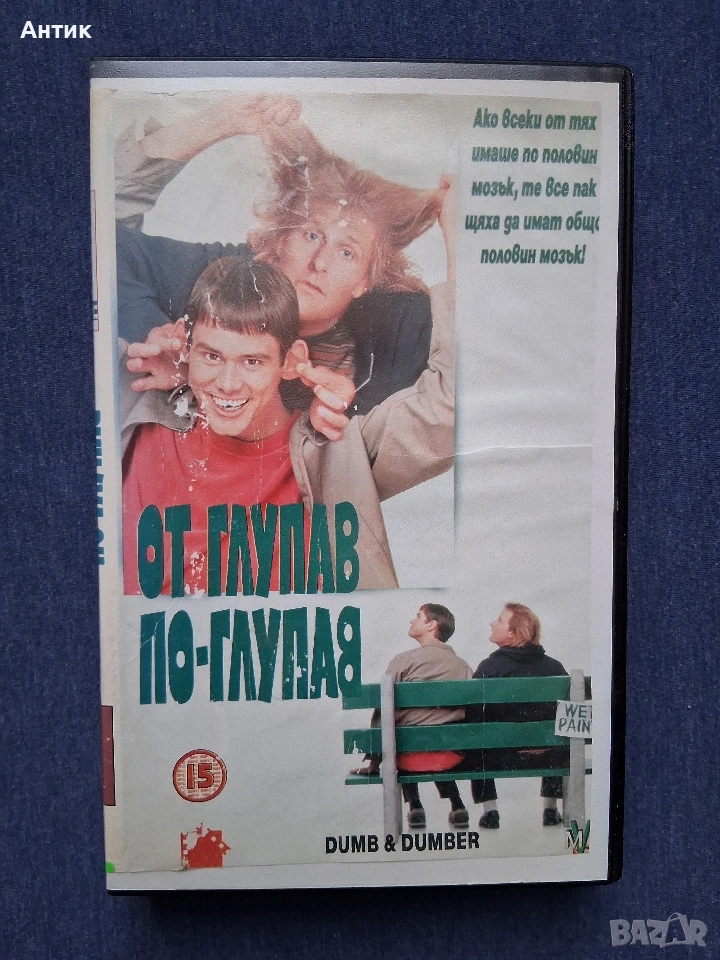 Антик
Ако всеки от тях
имаше по половин
мозък, те все пак
щяха да имат общо
половин мозък!
ОТ ГЛУПАВ
ПО-ГЛУПАВ
WET
PAIN
15
DUMB & DUMBER
BAZAR